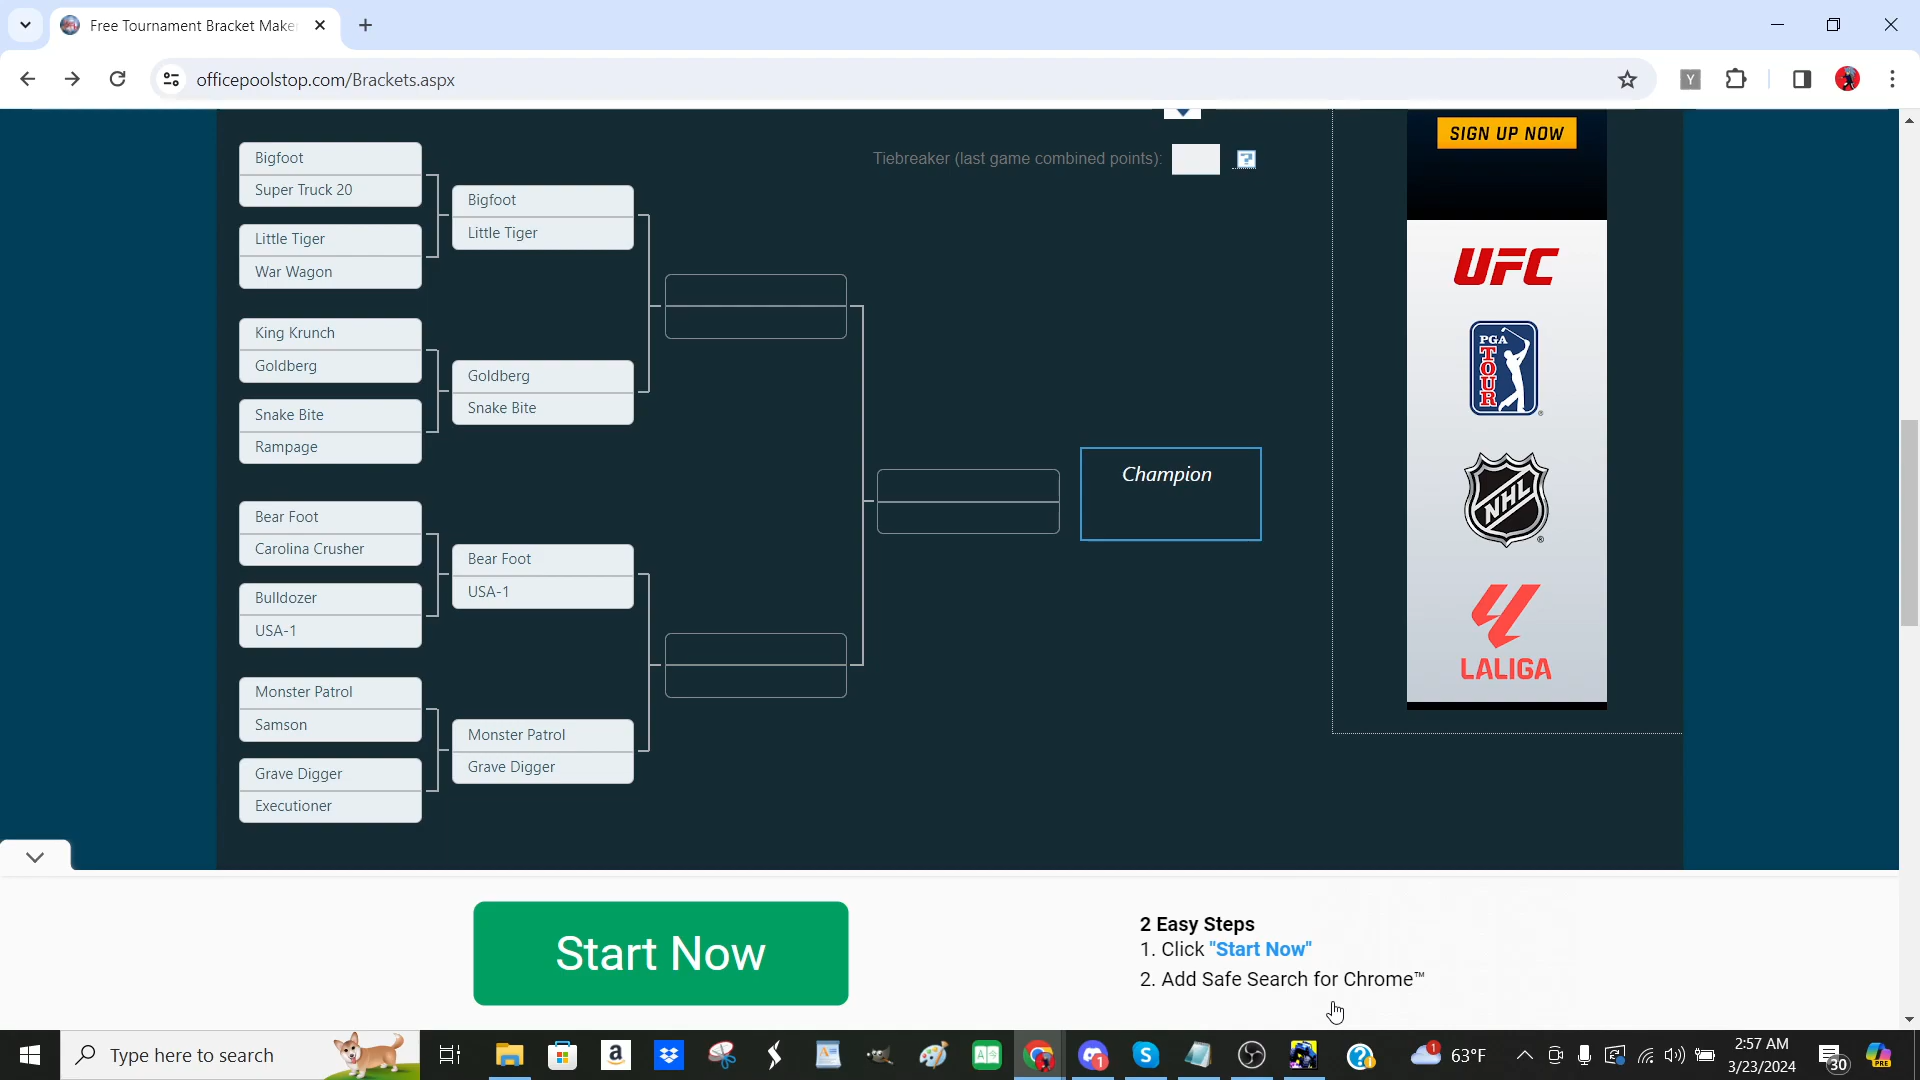 Free Tournament Bracket Make
officepoolstop.com/Brackets.aspx
Y
SIGN UP NOW
Tiebreaker (last game combined points):
?
Bigfoot
Super Truck 20
Little Tiger
War Wagon
King Krunch
Goldberg
Snake Bite
Rampage
Bear Foot
Carolina Crusher
Bulldozer
USA-1
Monster Patrol
Samson
Grave Digger
Executioner
Bigfoot
Little Tiger
Goldberg
Snake Bite
Bear Foot
USA-1
Monster Patrol
Grave Digger
Champion
UFC
PGA
TOUR
NHL
LALIGA
Start Now
2 Easy Steps
1. Click "Start Now"
2. Add Safe Search for Chrome™
Type here to search
1
63°F
2:57 AM
3/23/2024
30
PRE